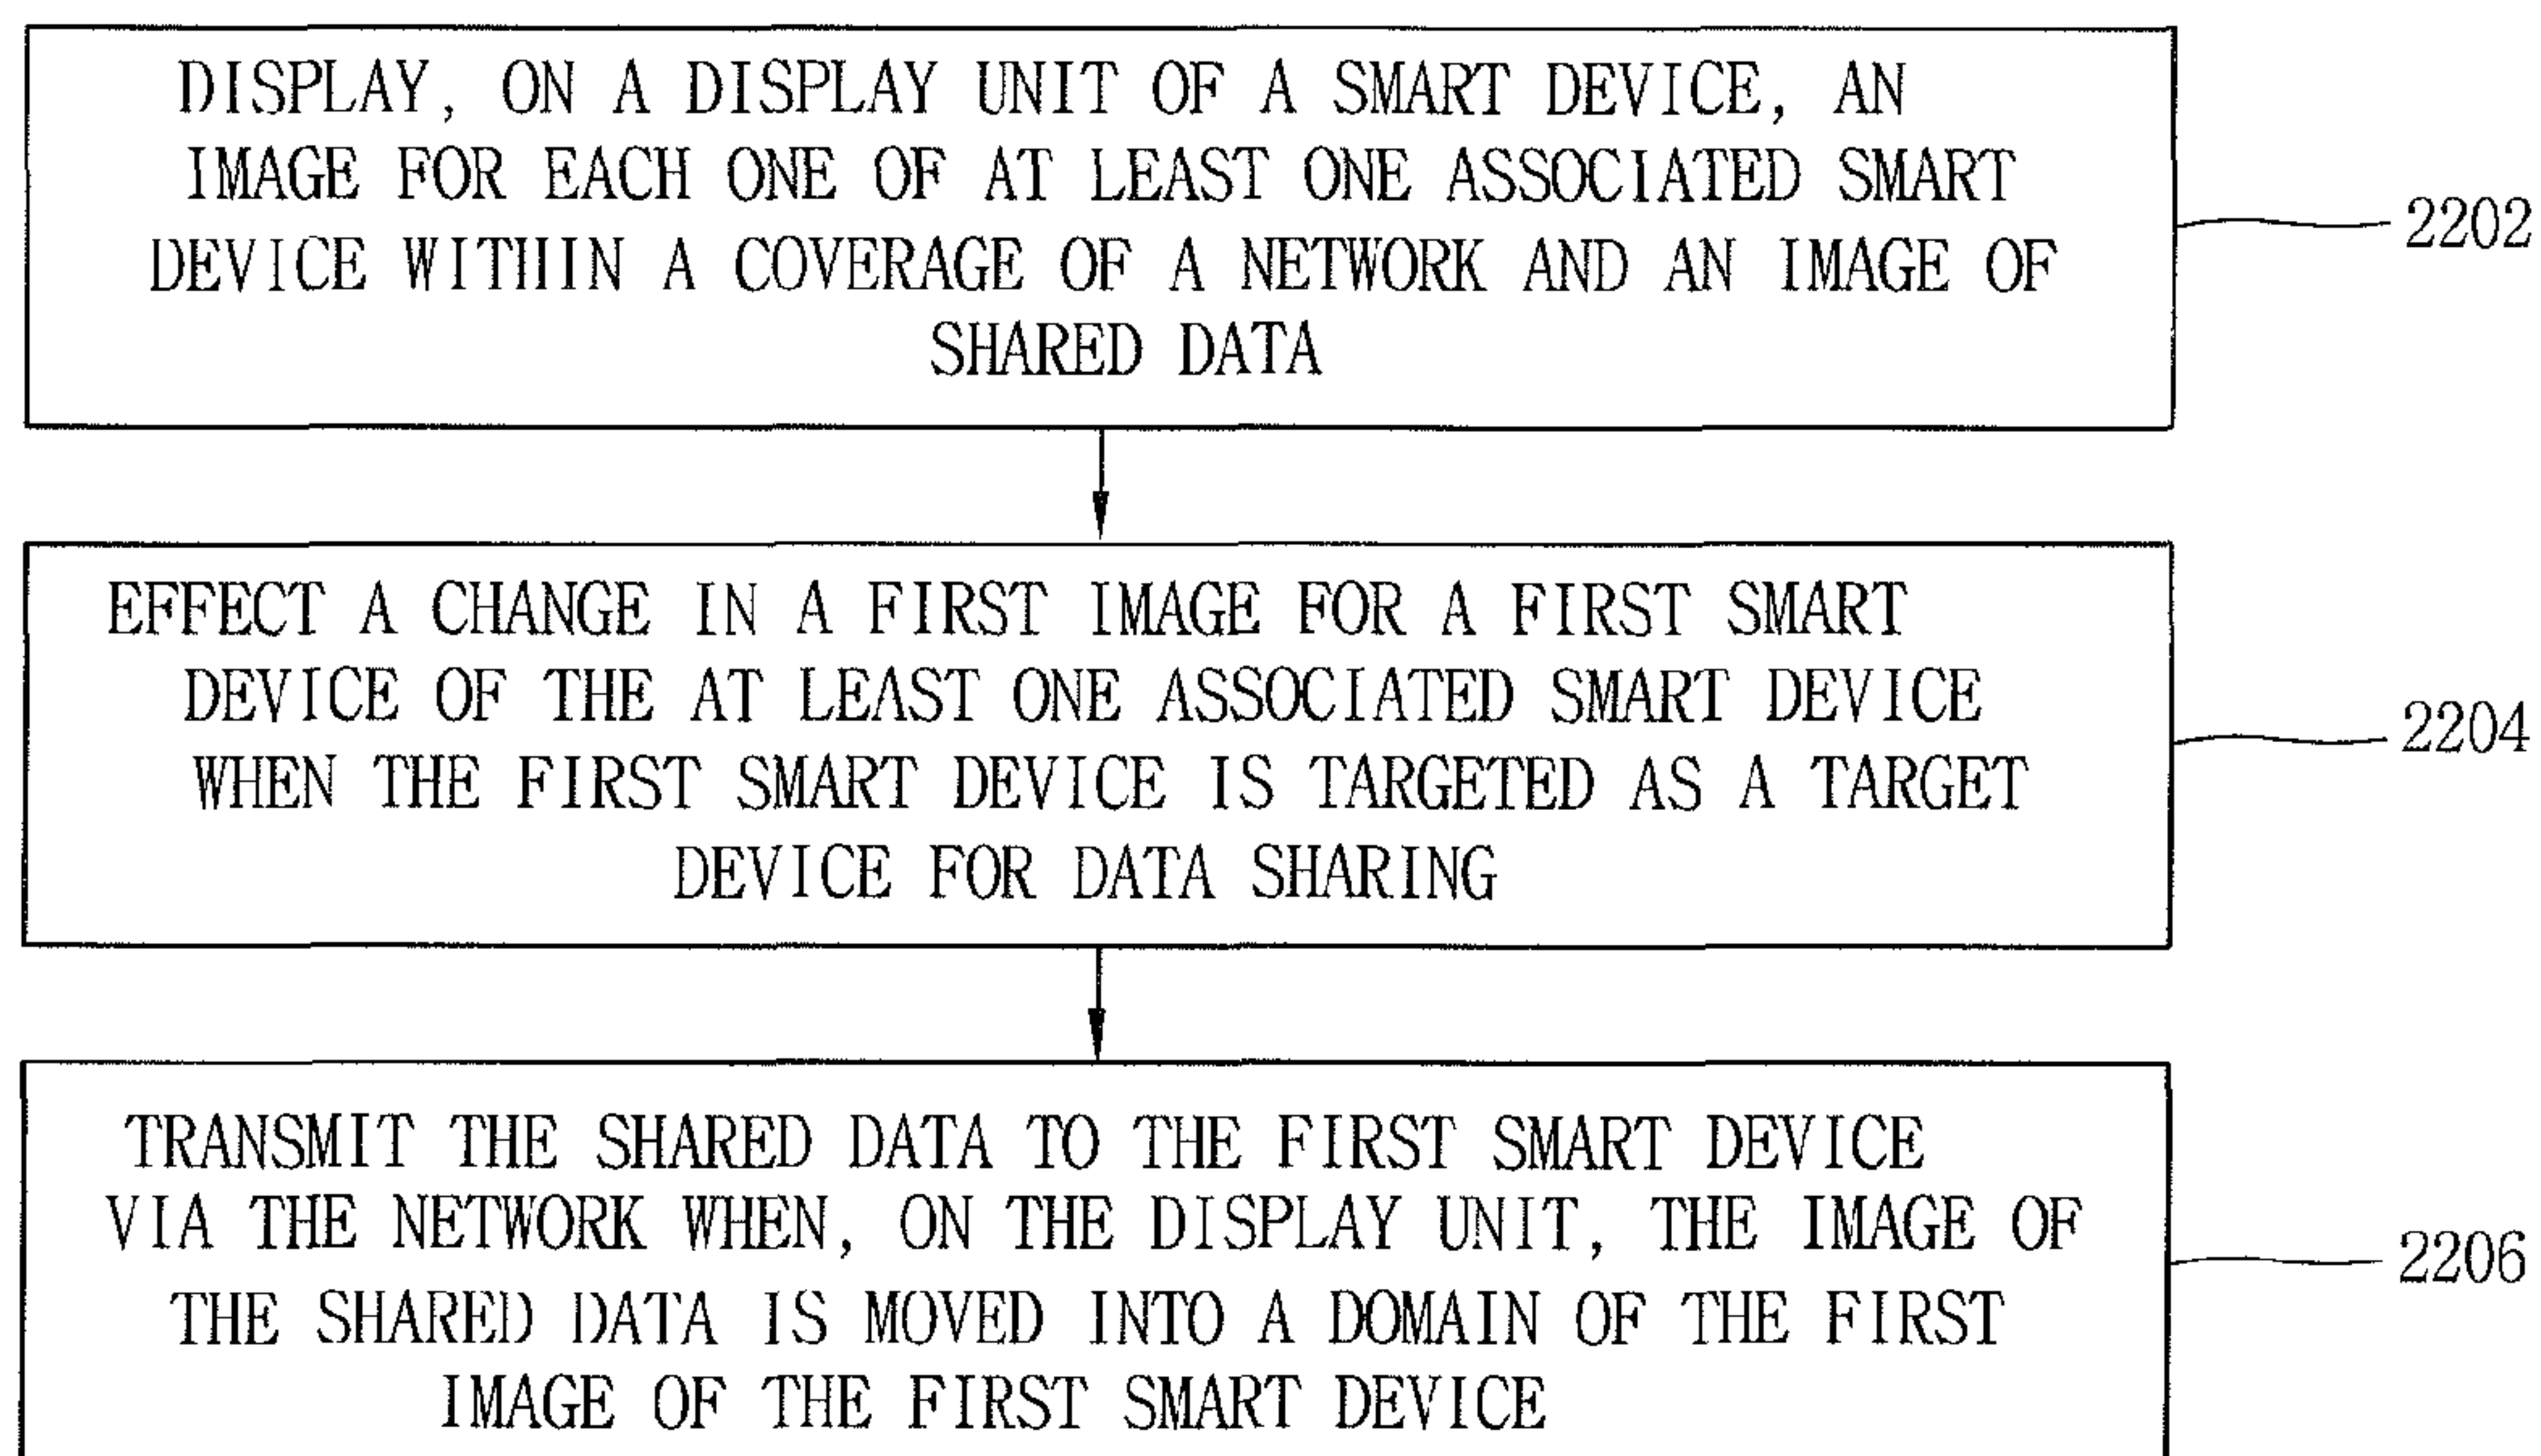 DISPLAY, ON A DISPLAY UNIT OF A SMART DEVICE, AN
IMAGE FOR EACH ONE OF AT LEAST ONE ASSOCIATED SMART
DEVICE WITHIN A COVERAGE OF A NETWORK AND AN IMAGE OF
SHARED DATA
2202
EFFECT A CHANGE IN A FIRST IMAGE FOR A FIRST SMART
DEVICE OF THE AT LEAST ONE ASSOCIATED SMART DEVICE
WHEN THE FIRST SMART DEVICE IS TARGETED AS A TARGET
DEVICE FOR DATA SHARING
2204
TRANSMIT THE SHARED DATA TO THE FIRST SMART DEVICE
VIA THE NETWORK WHEN, ON THE DISPLAY UNIT, THE IMAGE OF
THE SHARED DATA IS MOVED INTO A DOMAIN OF THE FIRST
IMAGE OF THE FIRST SMART DEVICE
2206